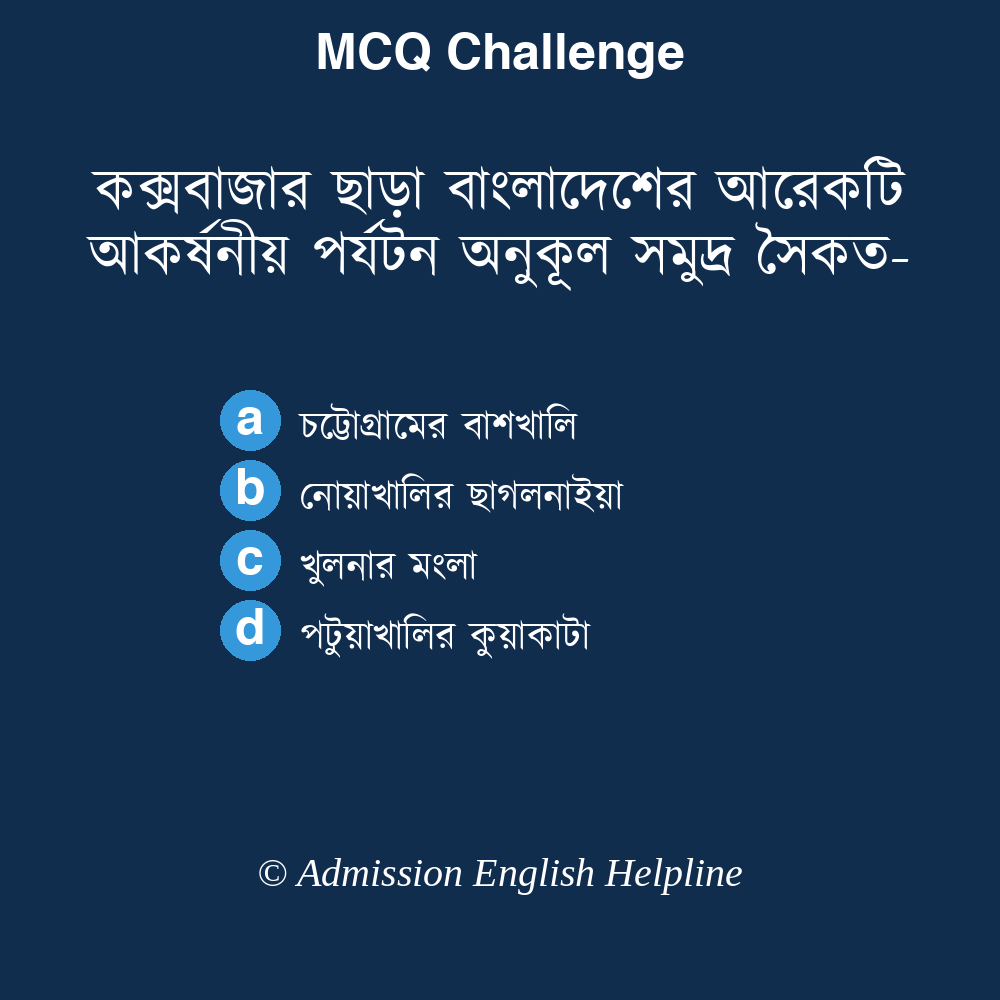 MCQ Challenge
কক্সবাজার ছাড়া বাংলাদেশের আরেকটি
আকর্ষনীয় পর্যটন অনুকূল সমুদ্র সৈকত-
a চট্টোগ্রামের বাশখালি
b নোয়াখালির ছাগলনাইয়া
c খুলনার মংলা
d পটুয়াখালির কুয়াকাটা
© Admission English Helpline